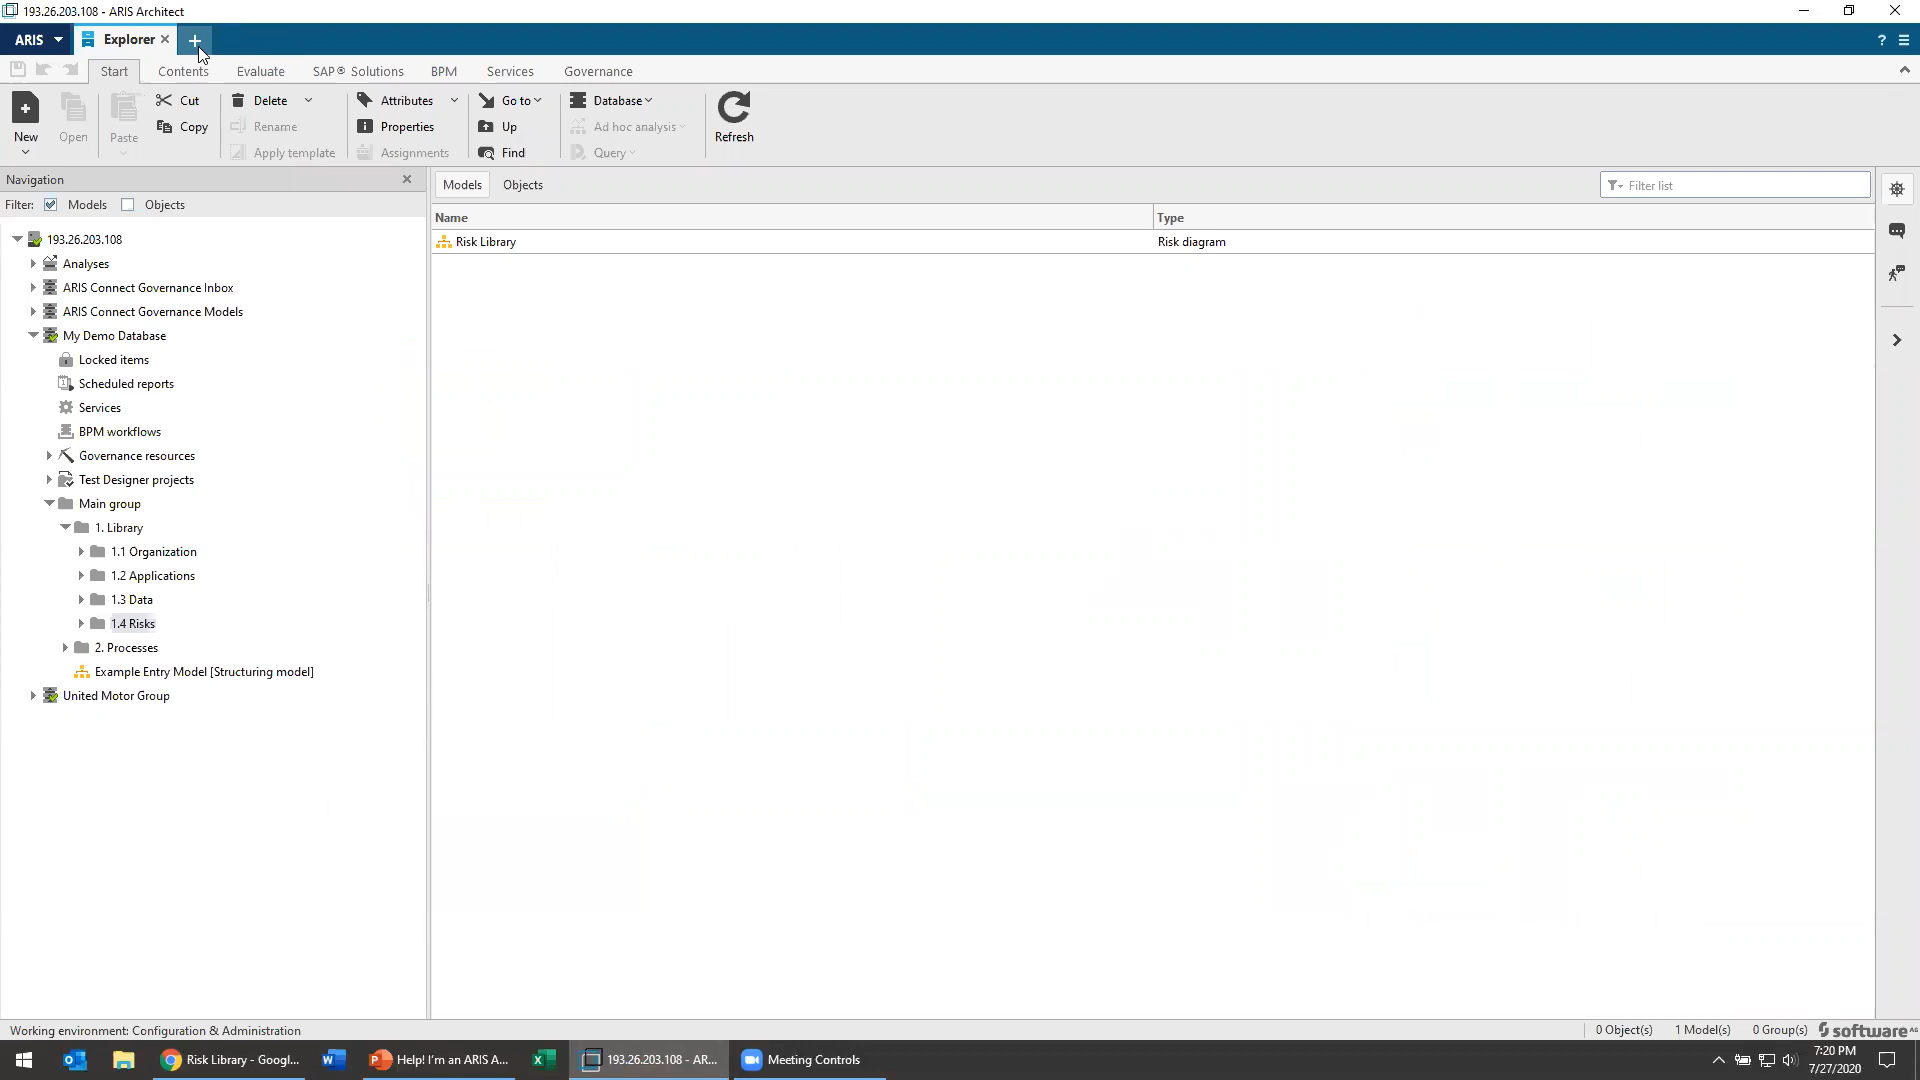 193.26.203.108 - ARIS Architect
ARIS
Explorer
Start
Contents
Evaluate
SAP® Solutions
BPM
Services
Governance
New
Open
Paste
Cut
Copy
Delete
Rename
Apply template
Attributes
Properties
Assignments
Go to
Up
Find
Database
Ad hoc analysis
Query
Refresh
Navigation
Filter: Models Objects
193.26.203.108
Analyses
ARIS Connect Governance Inbox
ARIS Connect Governance Models
My Demo Database
Locked items
Scheduled reports
Services
BPM workflows
Governance resources
Test Designer projects
Main group
1. Library
1.1 Organization
1.2 Applications
1.3 Data
1.4 Risks
2. Processes
Example Entry Model [Structuring model]
United Motor Group
Models Objects
Filter list
Name Type
Risk Library Risk diagram
Working environment: Configuration & Administration
0 Object(s) 1 Model(s) 0 Group(s) software AG
Risk Library - Googl...
Help! I'm an ARIS A...
193.26.203.108 - AR...
Meeting Controls
7:20 PM
7/27/2020